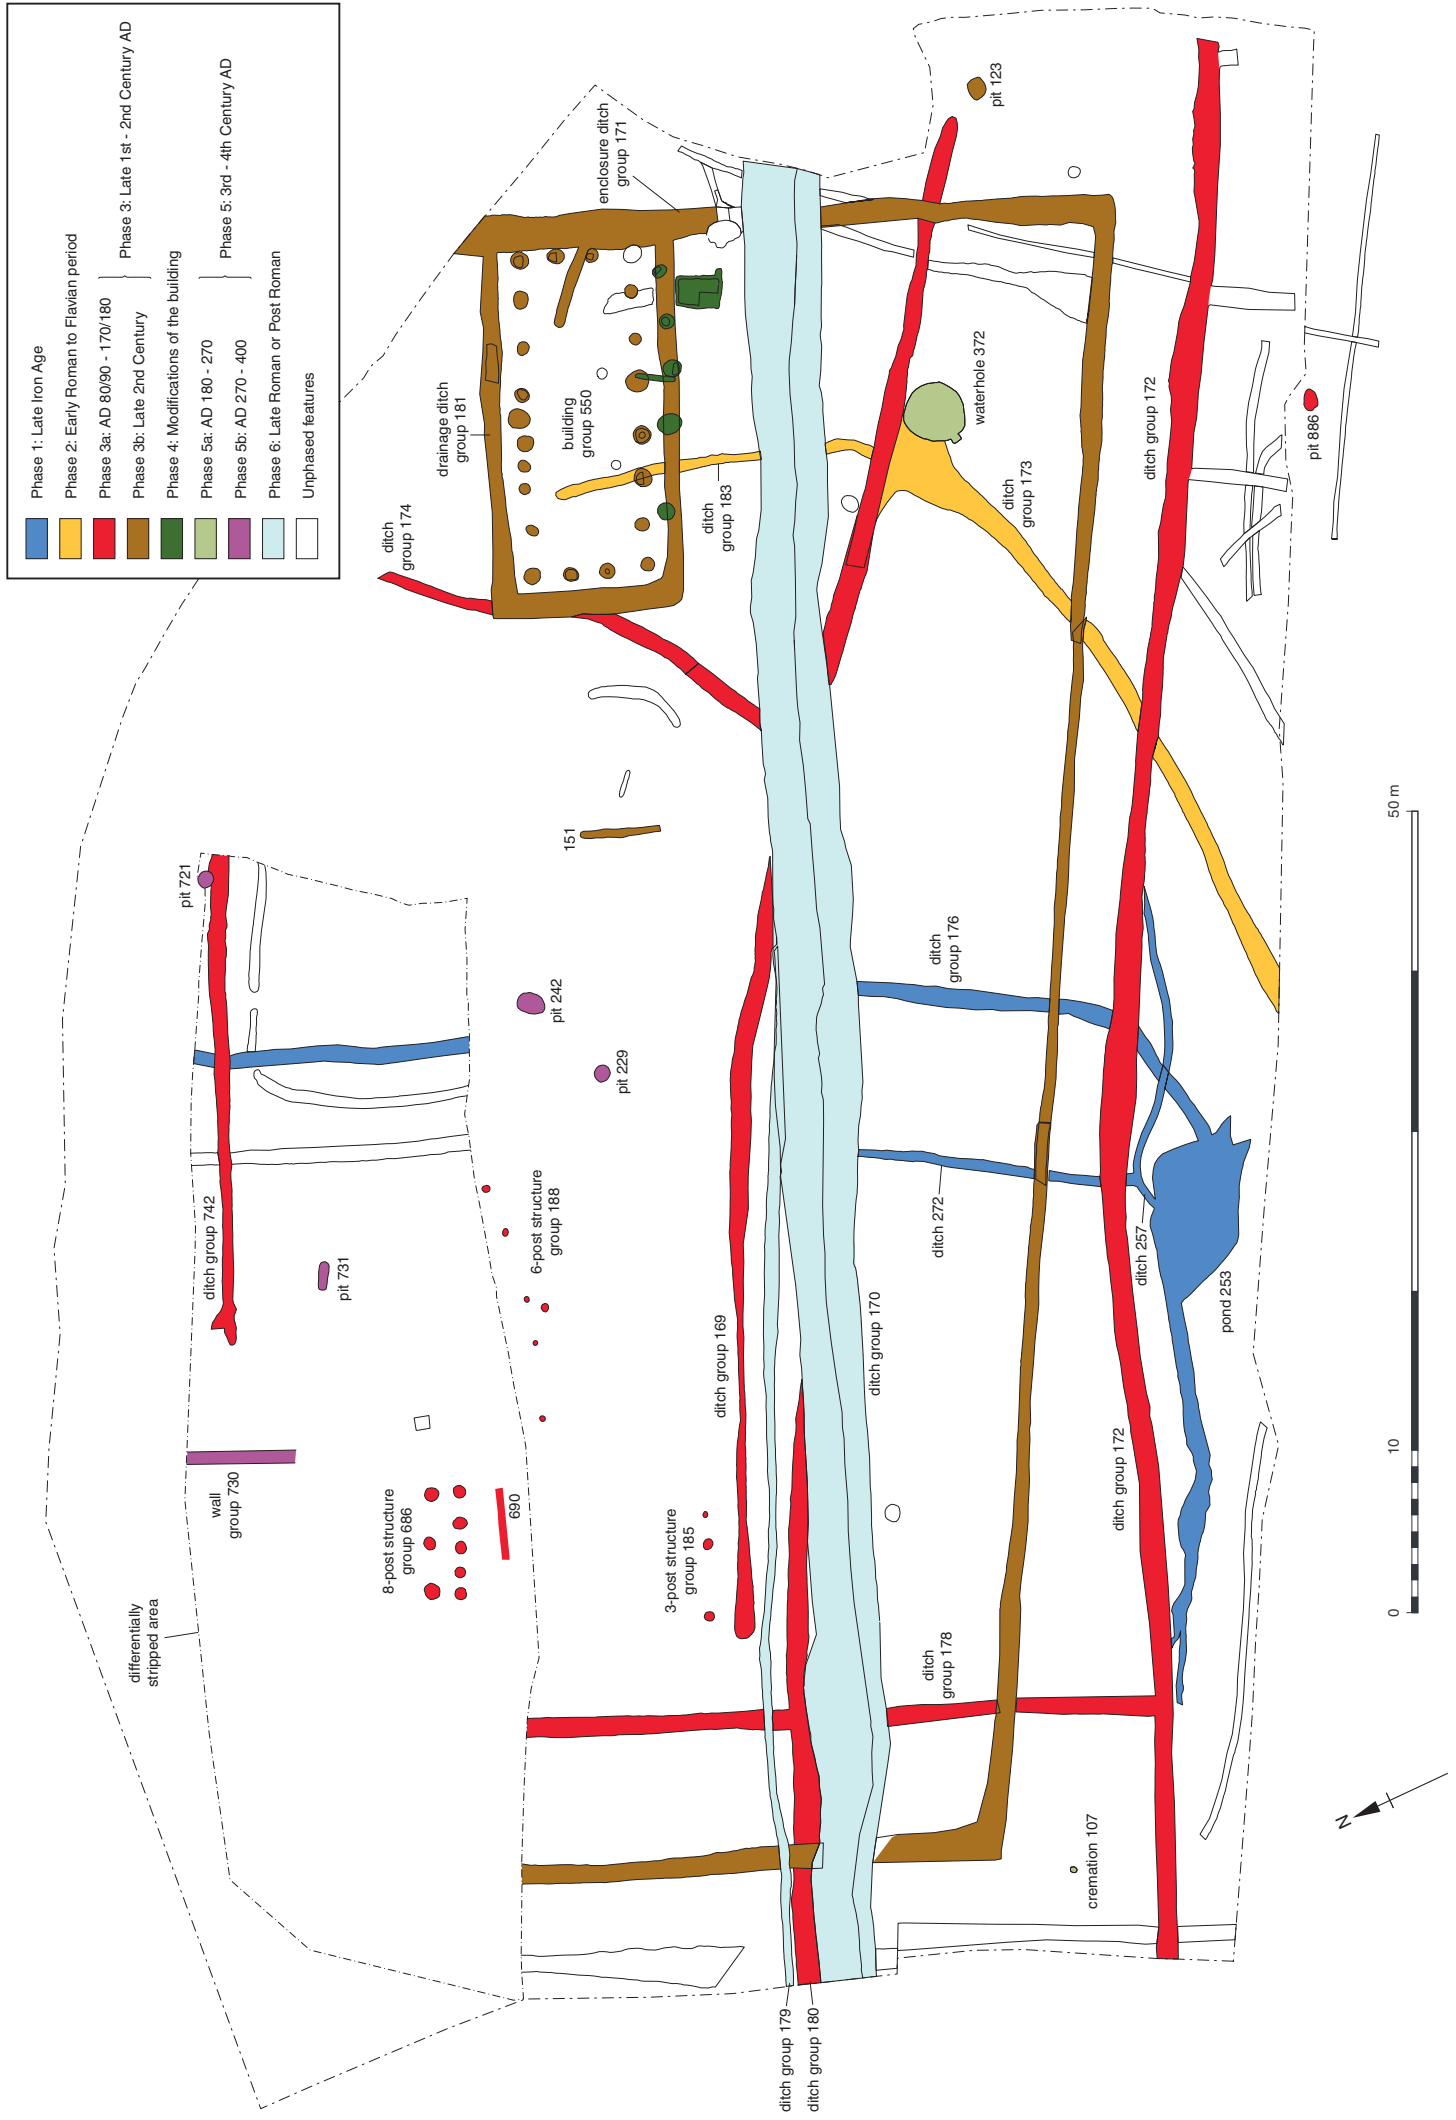 Phase 1: Late Iron Age
Phase 2: Early Roman to Flavian period
Phase 3a: AD 80/90 - 170/180
Phase 3b: Late 2nd Century
Phase 3: Late 1st - 2nd Century AD
Phase 4: Modifications of the building
Phase 5a: AD 180 - 270
Phase 5b: AD 270 - 400
Phase 5: 3rd - 4th Century AD
Phase 6: Late Roman or Post Roman
Unphased features
differentially
stripped area
wall
group 730
pit 731
ditch group 742
pit 721
8-post structure
group 686
690
6-post structure
group 188
pit 229
pit 242
151
3-post structure
group 185
ditch group 169
ditch
group 174
drainage ditch
group 181
building
group 550
enclosure ditch
group 171
ditch
group 183
pit 123
waterhole 372
ditch
group 173
ditch group 172
pit 886
ditch
group 176
ditch 272
ditch 257
pond 253
ditch group 170
ditch group 172
ditch
group 178
cremation 107
ditch group 179
ditch group 180
N
0
10
50 m